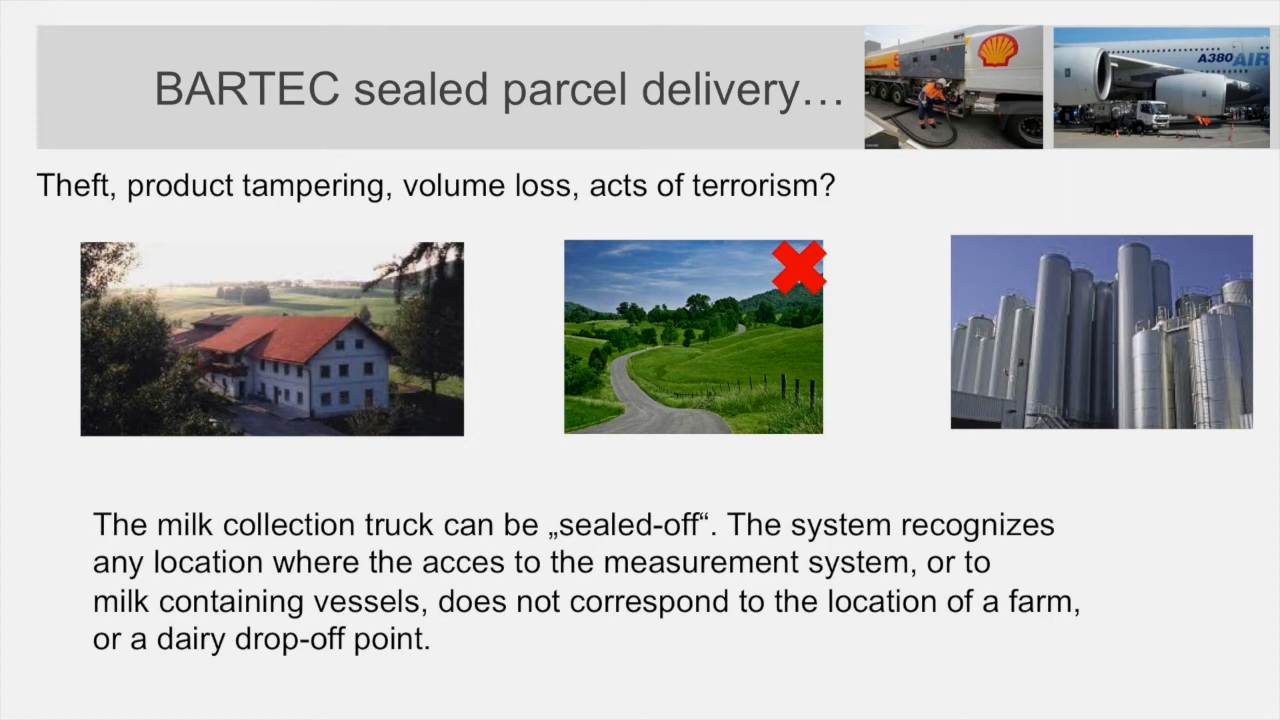 BARTEC sealed parcel delivery…
A380 AIR
Theft, product tampering, volume loss, acts of terrorism?
The milk collection truck can be „sealed-off“. The system recognizes
any location where the acces to the measurement system, or to
milk containing vessels, does not correspond to the location of a farm,
or a dairy drop-off point.